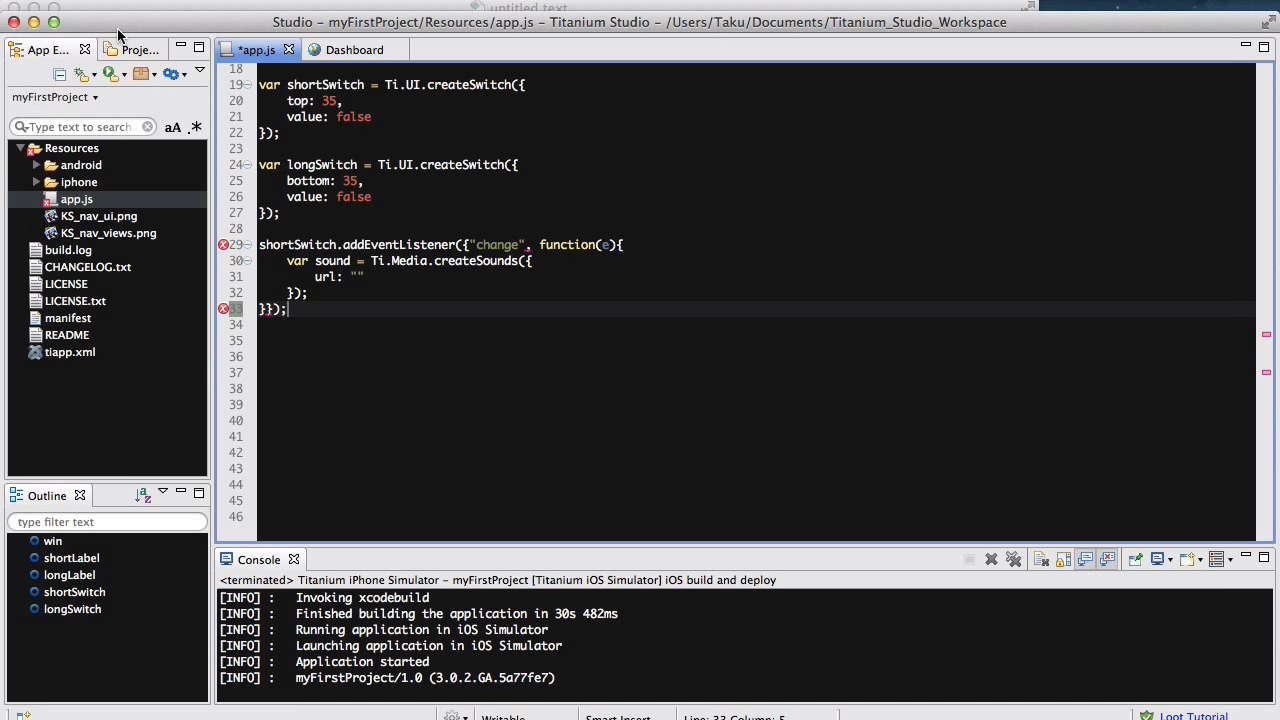 untitled text
Studio – myFirstProject/Resources/app.js – Titanium Studio – /Users/Taku/Documents/Titanium_Studio_Workspace
App E...
Proje...
*app.js
Dashboard
myFirstProject
Type text to search
aA .*
Resources
android
iphone
app.js
KS_nav_ui.png
KS_nav_views.png
build.log
CHANGELOG.txt
LICENSE
LICENSE.txt
manifest
README
tiapp.xml
18
19 var shortSwitch = Ti.UI.createSwitch({
20 top: 35,
21 value: false
22 });
23
24 var longSwitch = Ti.UI.createSwitch({
25 bottom: 35,
26 value: false
27 });
28
29 shortSwitch.addEventListener({"change", function(e){
30 var sound = Ti.Media.createSounds({
31 url: ""
32 });
33 }});
34
35
36
37
38
39
40
41
42
43
44
45
46
Outline
type filter text
win
shortLabel
longLabel
shortSwitch
longSwitch
Console
<terminated> Titanium iPhone Simulator – myFirstProject [Titanium iOS Simulator] iOS build and deploy
[INFO] : Invoking xcodebuild
[INFO] : Finished building the application in 30s 482ms
[INFO] : Running application in iOS Simulator
[INFO] : Launching application in iOS Simulator
[INFO] : Application started
[INFO] : myFirstProject/1.0 (3.0.2.GA.5a77fe7)
Writable
Smart Insert
Line: 33 Column: 5
Loot Tutorial